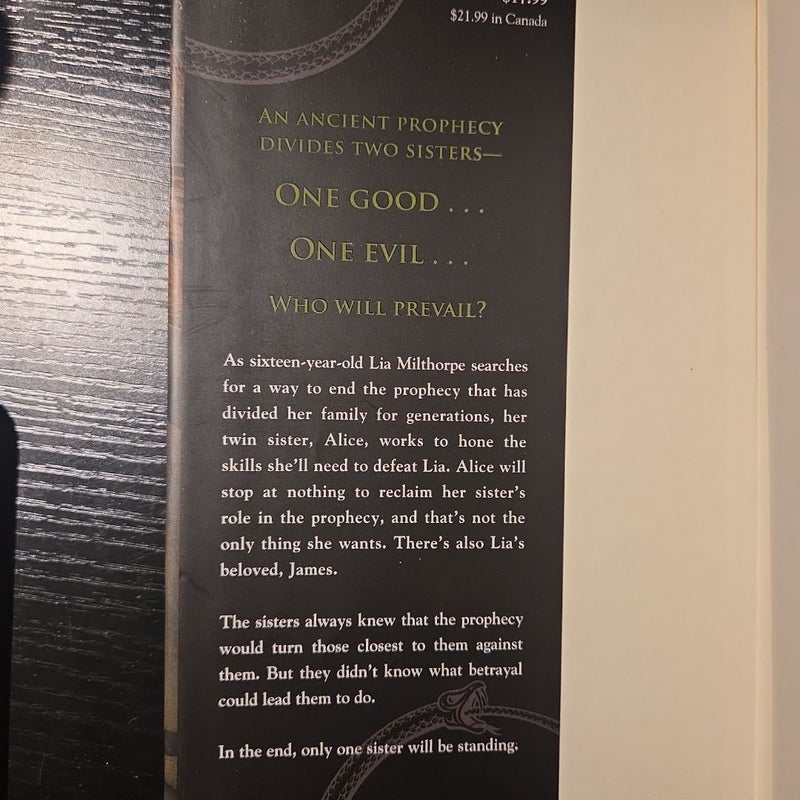 $21.99 in Canada
AN ANCIENT PROPHECY
DIVIDES TWO SISTERS—
ONE GOOD . . .
ONE EVIL . . .
WHO WILL PREVAIL?
As sixteen-year-old Lia Milthorpe searches
for a way to end the prophecy that has
divided her family for generations, her
twin sister, Alice, works to hone the
skills she'll need to defeat Lia. Alice will
stop at nothing to reclaim her sister's
role in the prophecy, and that's not the
only thing she wants. There's also Lia's
beloved, James.
The sisters always knew that the prophecy
would turn those closest to them against
them. But they didn't know what betrayal
could lead them to do.
In the end, only one sister will be standing.